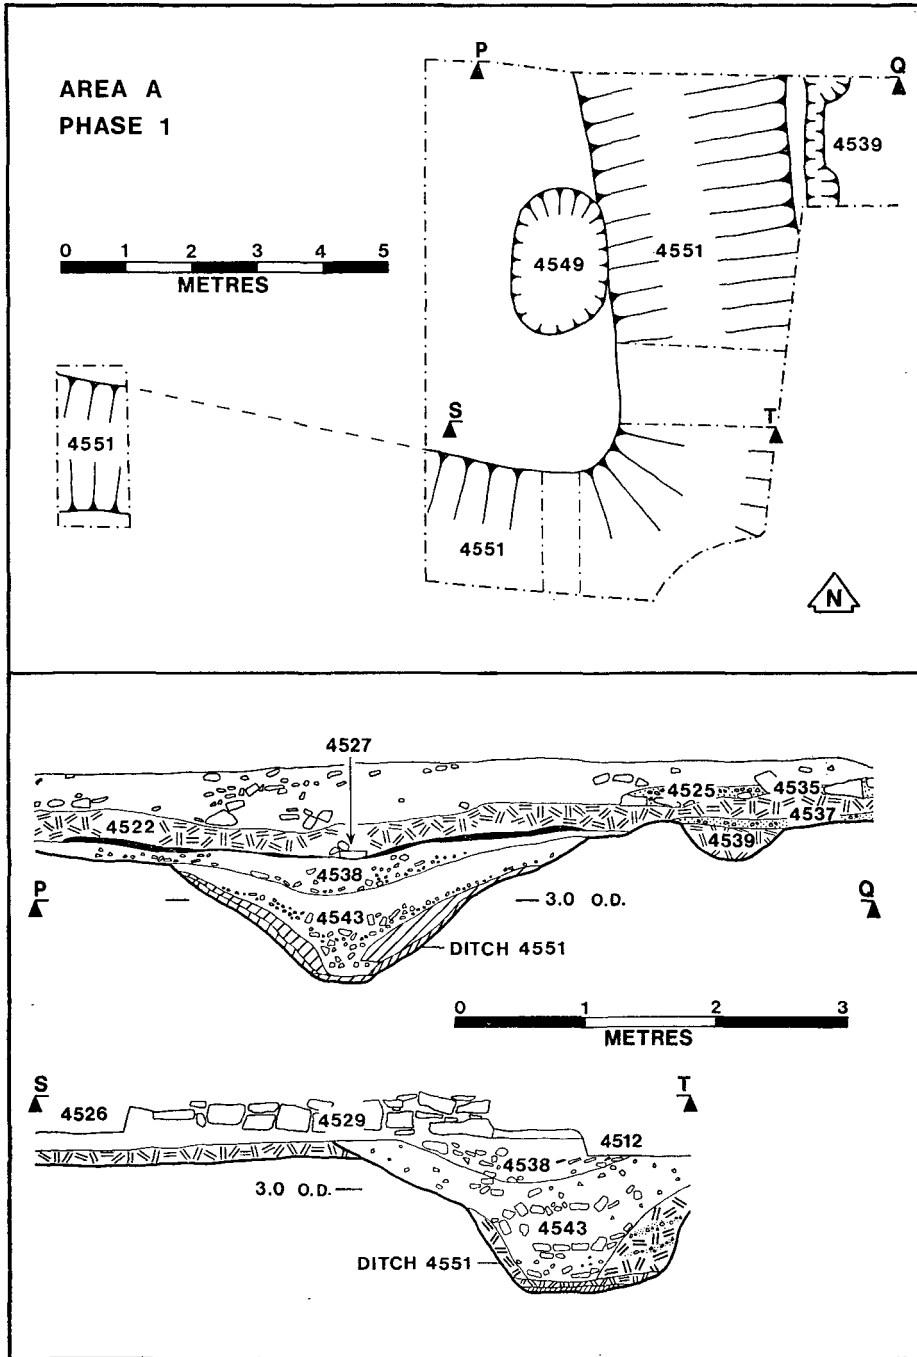 AREA A
PHASE 1
P
Q
4539
0 1 2 3 4 5
METRES
4549
4551
S
T
4551
4551
N
4527
4525
4535
4522
4537
4539
4538
P
Q
3.0 O.D.
4543
DITCH 4551
0 1 2 3
METRES
S
T
4526
4529
4512
4538
3.0 O.D.
4543
DITCH 4551